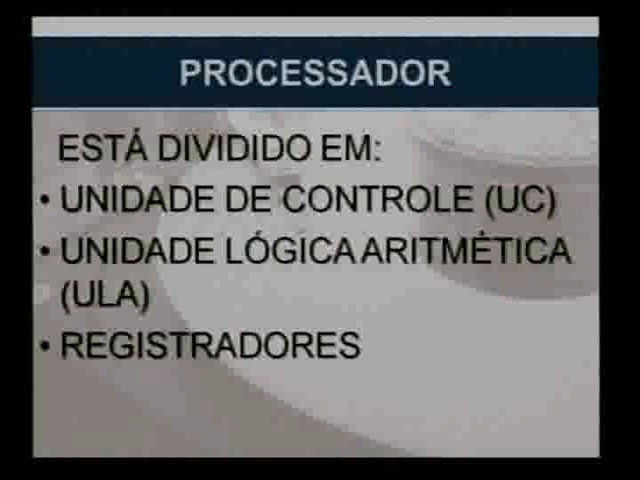 PROCESSADOR
ESTÁ DIVIDIDO EM:
• UNIDADE DE CONTROLE (UC)
• UNIDADE LÓGICA ARITMÉTICA
(ULA)
• REGISTRADORES